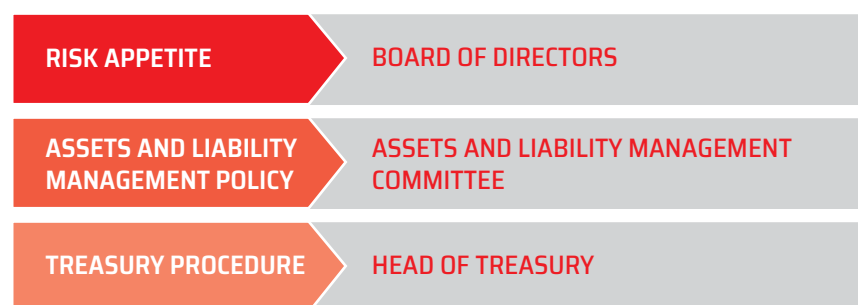 RISK APPETITE
BOARD OF DIRECTORS
ASSETS AND LIABILITY
MANAGEMENT POLICY
ASSETS AND LIABILITY MANAGEMENT
COMMITTEE
TREASURY PROCEDURE
HEAD OF TREASURY